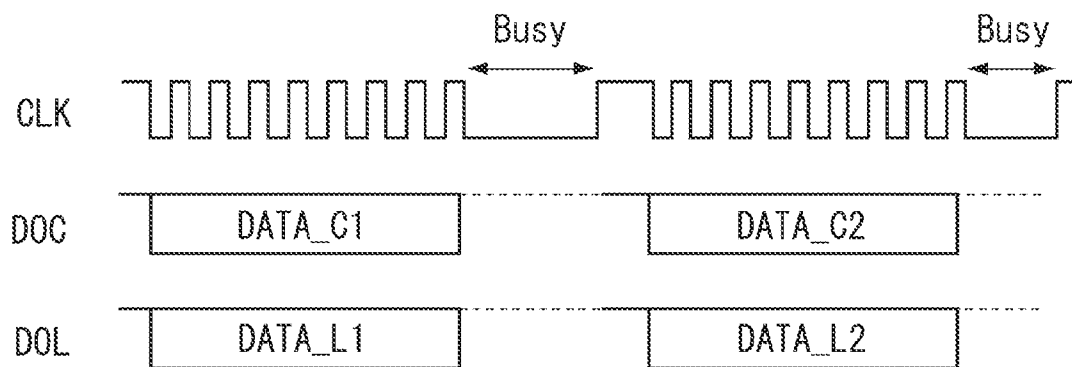 Busy Busy
CLK
DOC DATA_C1 DATA_C2
DOL DATA_L1 DATA_L2